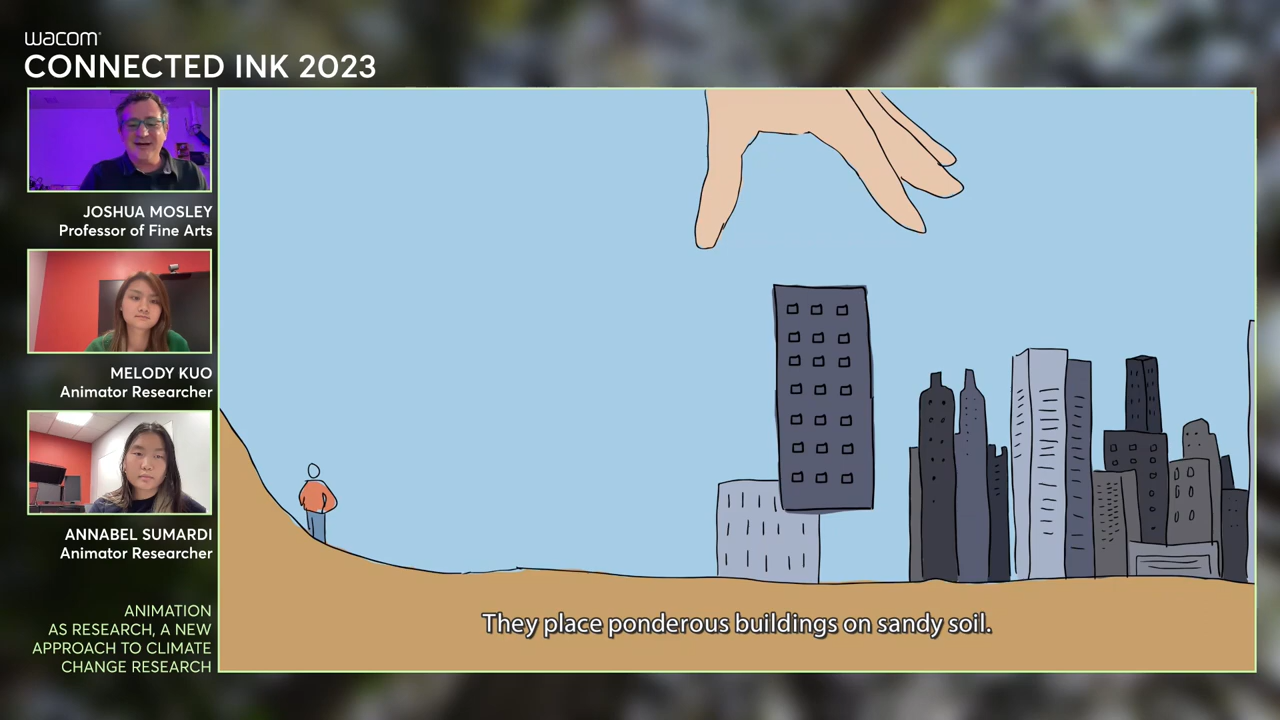 wacom
CONNECTED INK 2023
JOSHUA MOSLEY
Professor of Fine Arts
MELODY KUO
Animator Researcher
ANNABEL SUMARDI
Animator Researcher
ANIMATION
AS RESEARCH, A NEW
APPROACH TO CLIMATE
CHANGE RESEARCH
They place ponderous buildings on sandy soil.